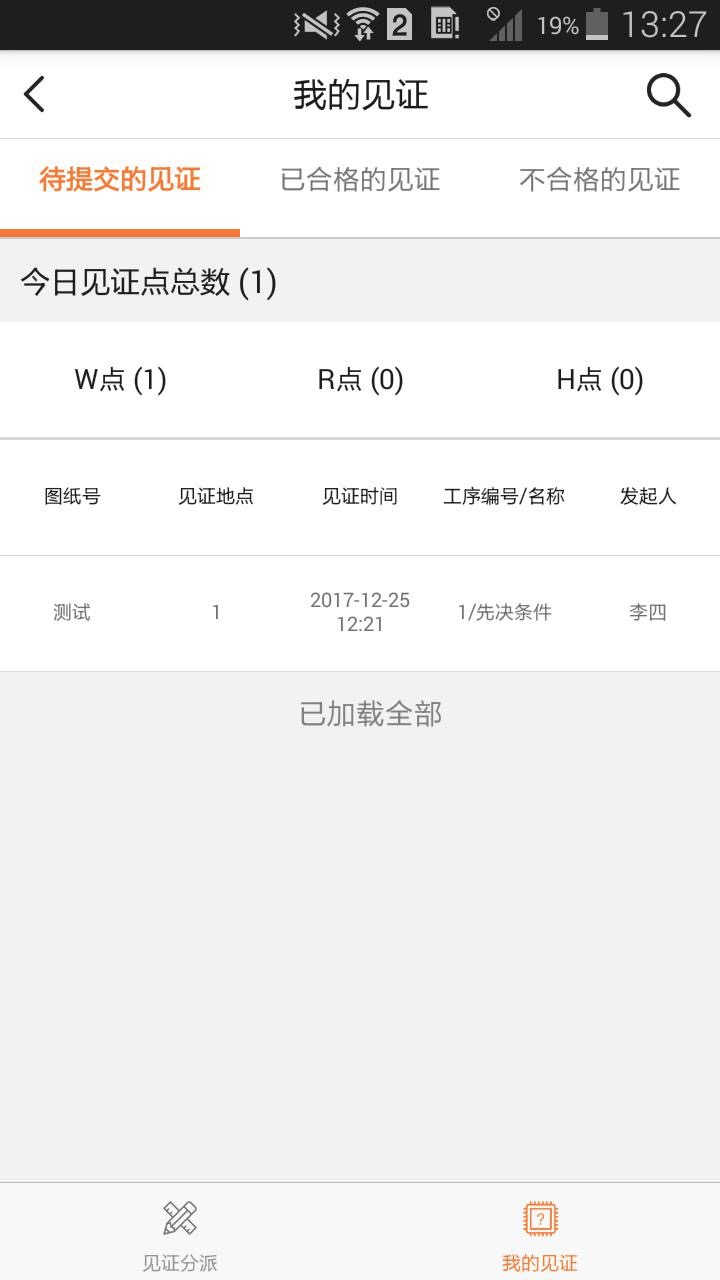 2 19% 13:27
我的见证
待提交的见证 已合格的见证 不合格的见证
今日见证点总数 (1)
W点 (1) R点 (0) H点 (0)
图纸号 见证地点 见证时间 工序编号/名称 发起人
测试 1 2017-12-25 12:21 1/先决条件 李四
已加载全部
?
见证分派 我的见证